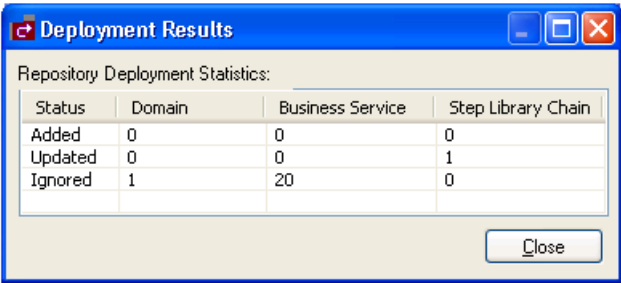 Deployment Results
Repository Deployment Statistics:
Status Domain Business Service Step Library Chain
Added 0 0 0
Updated 0 0 1
Ignored 1 20 0
Close